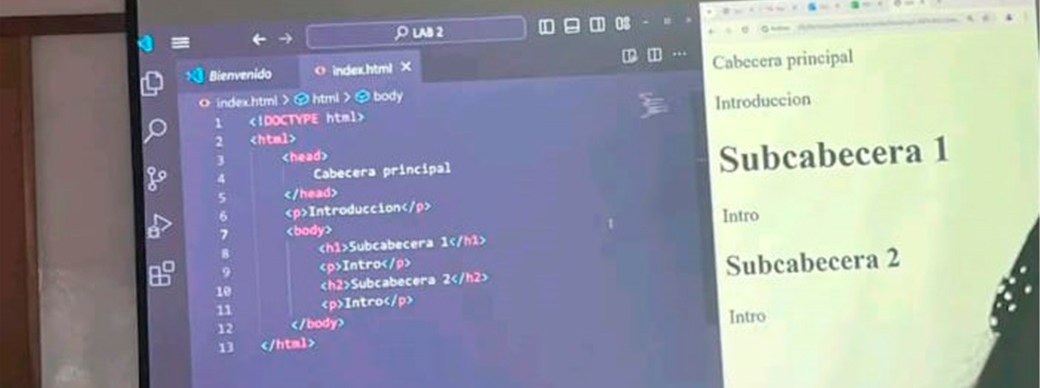 LAB 2
Bienvenido
index.html
index.html > html > body
1 <!DOCTYPE html>
2 <html>
3 <head>
4 Cabecera principal
5 </head>
6 <p>Introduccion</p>
7 <body>
8 <h1>Subcabecera 1</h1>
9 <p>Intro</p>
10 <h2>Subcabecera 2</h2>
11 <p>Intro</p>
12 </body>
13 </html>
Cabecera principal
Introduccion
Subcabecera 1
Intro
Subcabecera 2
Intro